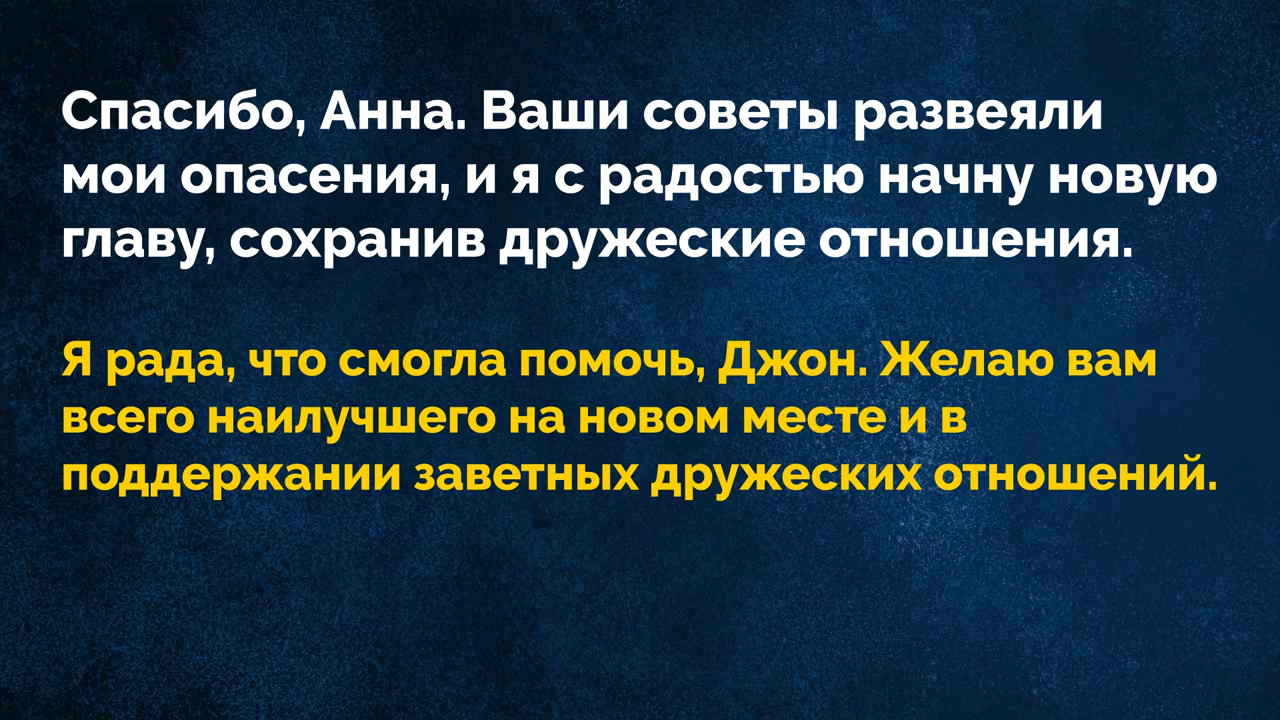 Спасибо, Анна. Ваши советы развеяли
мои опасения, и я с радостью начну новую
главу, сохранив дружеские отношения.
Я рада, что смогла помочь, Джон. Желаю вам
всего наилучшего на новом месте и в
поддержании заветных дружеских отношений.